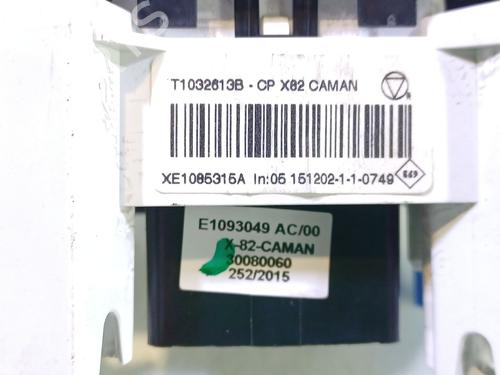 T1032613B - CP X82 CAMAN
XE1085315A In:05 151202-1-1-0749
E1093049 AC/00
X-82-CAMAN
30080060
252/2015